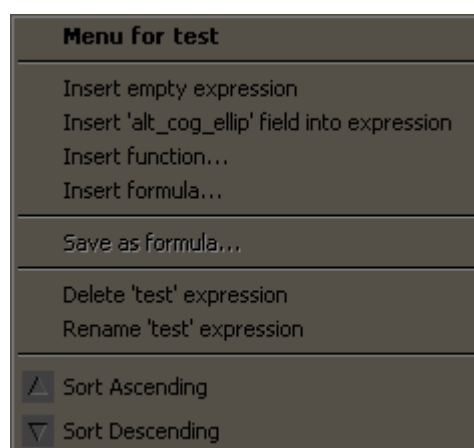 Menu for test
Insert empty expression
Insert 'alt_cog_ellip' field into expression
Insert function...
Insert formula...
Save as formula...
Delete 'test' expression
Rename 'test' expression
Sort Ascending
Sort Descending